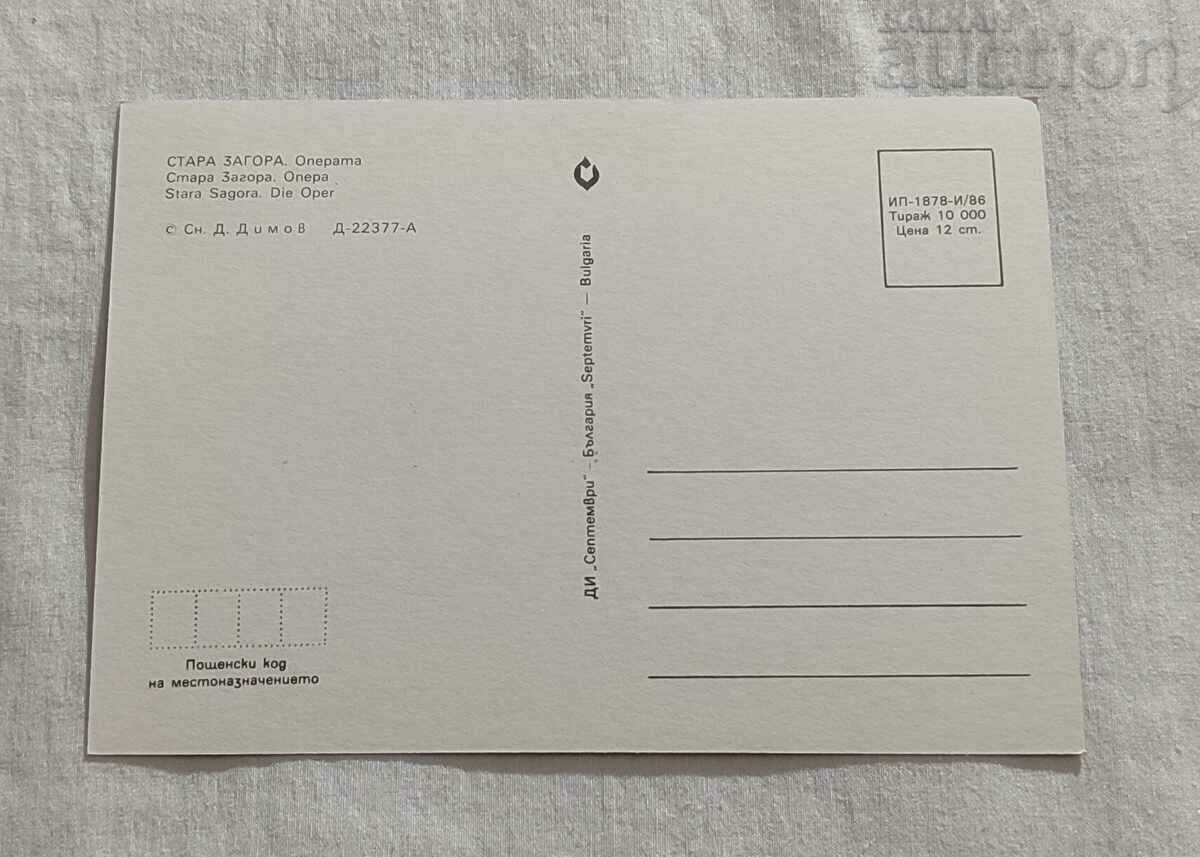 BALKAN
auction
СТАРА ЗАГОРА. Операта
Стара Загора. Опера
Stara Sagora. Die Oper
© Сн. Д. Димов Д-22377-А
ДИ „Септември" – България „Septemvri" – Bulgaria
ИП-1878-И/86
Тираж 10 000
Цена 12 ст.
Пощенски код
на местоназначението